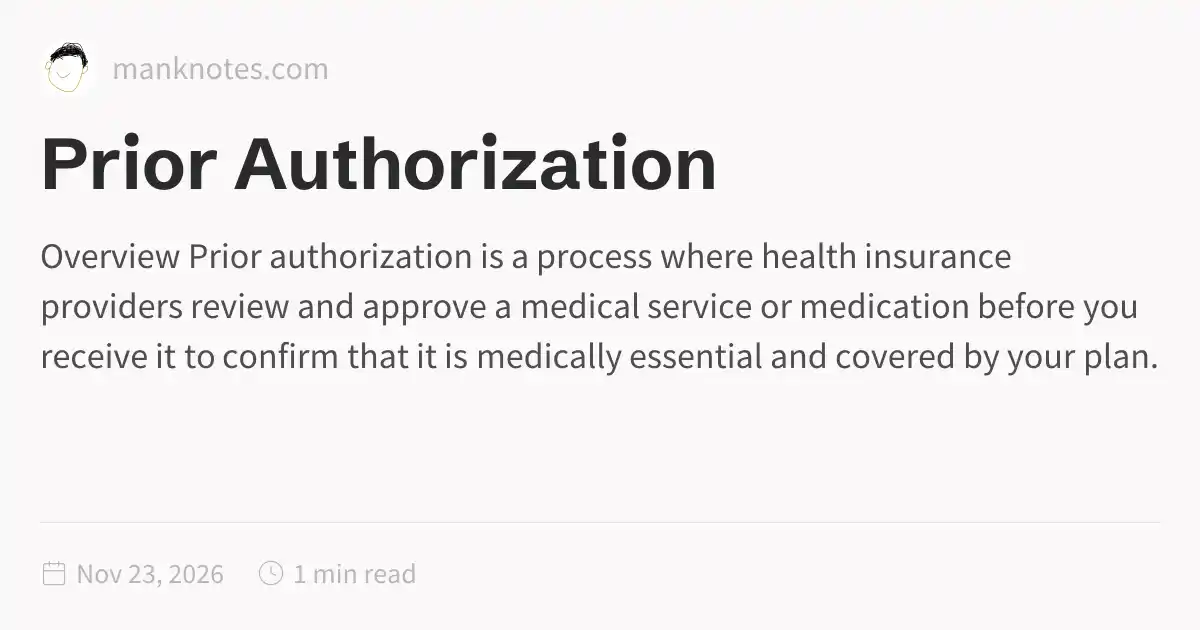 manknotes.com
Prior Authorization
Overview Prior authorization is a process where health insurance
providers review and approve a medical service or medication before you
receive it to confirm that it is medically essential and covered by your plan.
Nov 23, 2026 1 min read